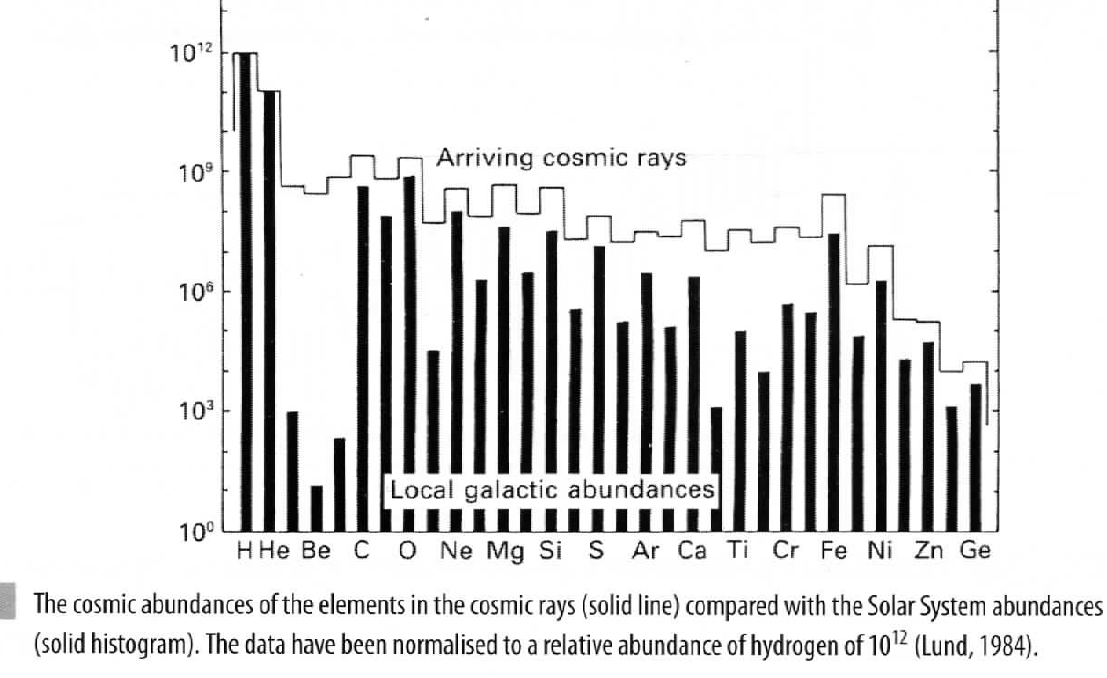 10¹²
Arriving cosmic rays
10⁹
10⁶
10³
Local galactic abundances
10⁰
H He Be C O Ne Mg Si S Ar Ca Ti Cr Fe Ni Zn Ge
The cosmic abundances of the elements in the cosmic rays (solid line) compared with the Solar System abundances
(solid histogram). The data have been normalised to a relative abundance of hydrogen of 10¹² (Lund, 1984).